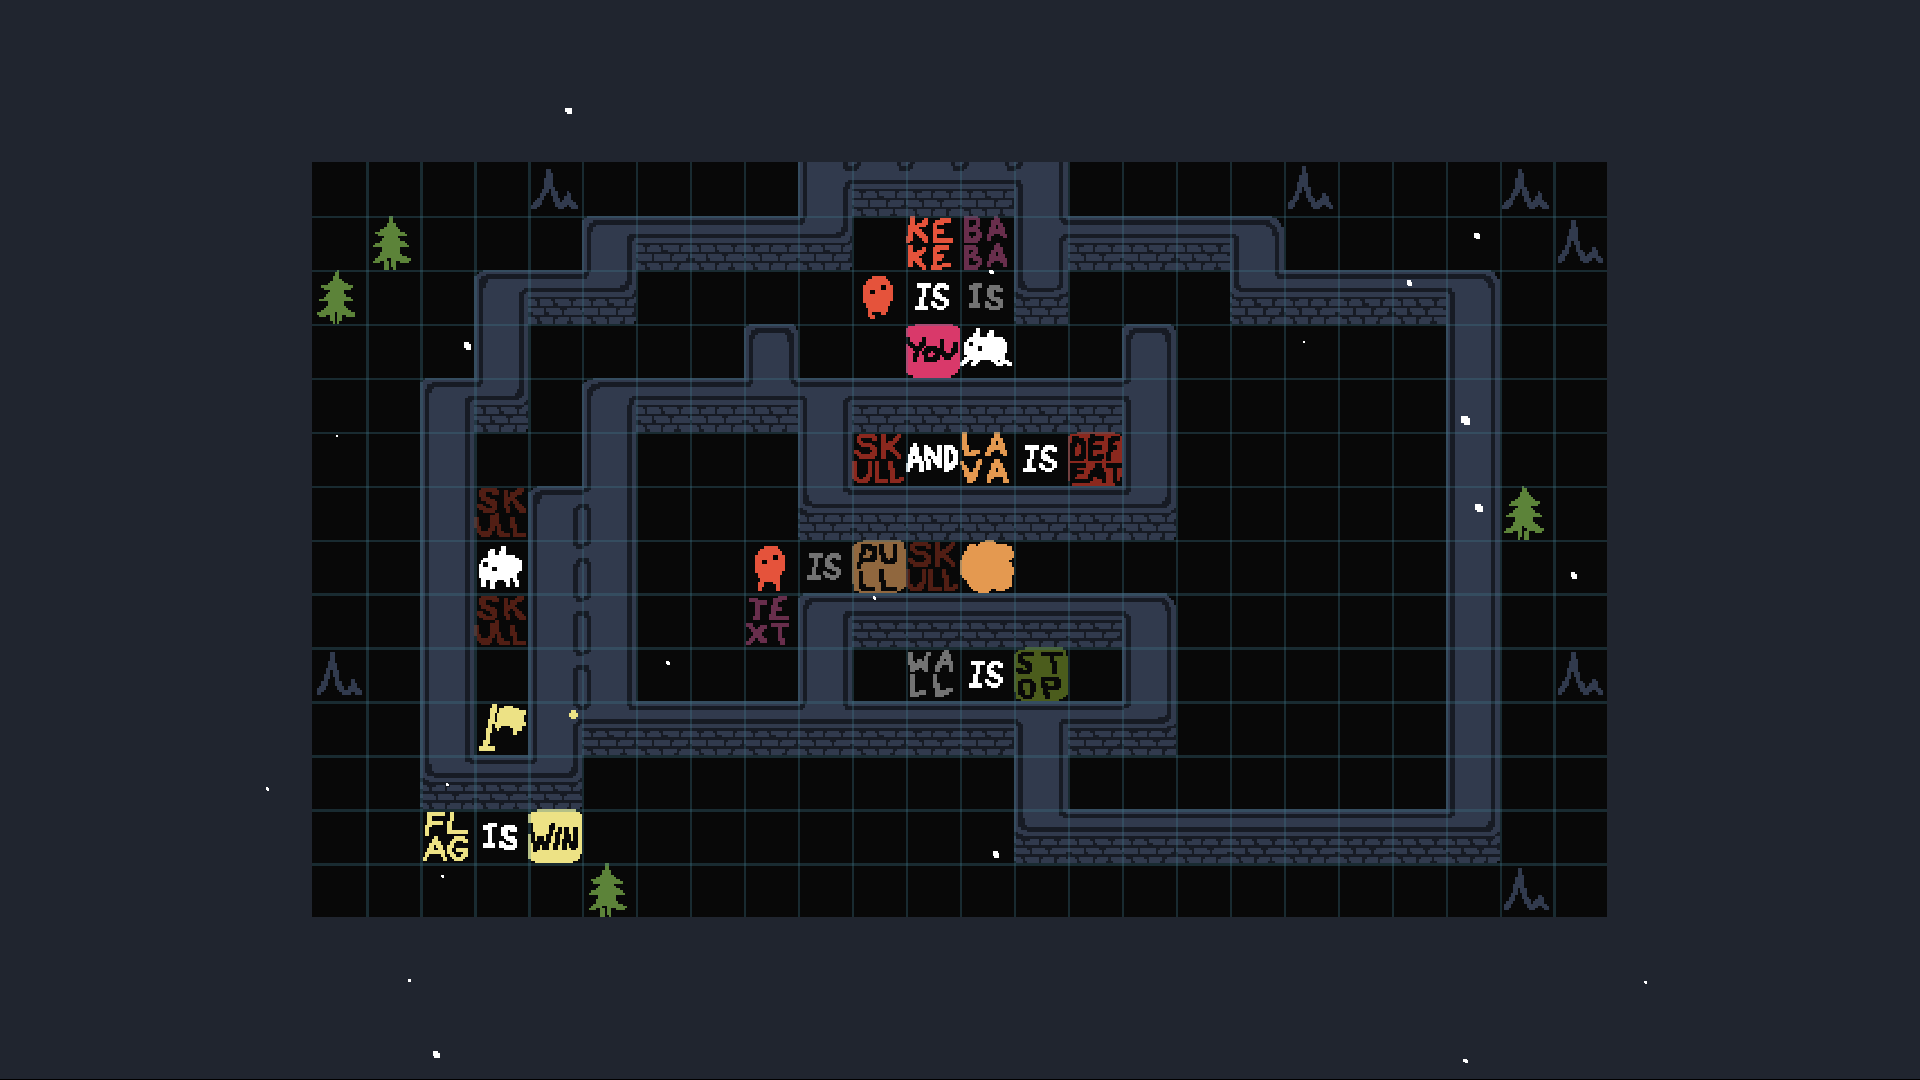 KEKE BABA
IS IS
YOU
SKULL AND LAVA IS DEFEAT
SKULL
IS PULL SKULL
SKULL
TEXT
WALL IS STOP
FLAG IS WIN